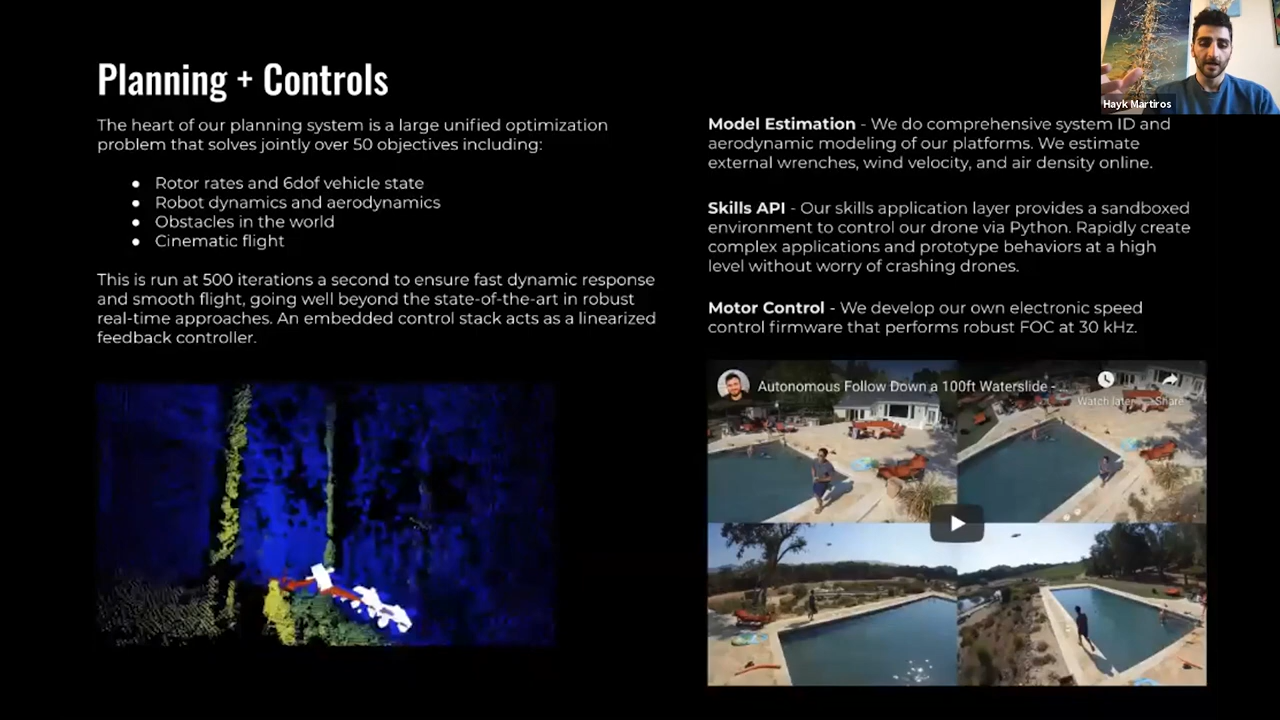 Planning + Controls
The heart of our planning system is a large unified optimization
problem that solves jointly over 50 objectives including:
● Rotor rates and 6dof vehicle state
● Robot dynamics and aerodynamics
● Obstacles in the world
● Cinematic flight
This is run at 500 iterations a second to ensure fast dynamic response
and smooth flight, going well beyond the state-of-the-art in robust
real-time approaches. An embedded control stack acts as a linearized
feedback controller.
Hayk Martiros
Model Estimation - We do comprehensive system ID and
aerodynamic modeling of our platforms. We estimate
external wrenches, wind velocity, and air density online.
Skills API - Our skills application layer provides a sandboxed
environment to control our drone via Python. Rapidly create
complex applications and prototype behaviors at a high
level without worry of crashing drones.
Motor Control - We develop our own electronic speed
control firmware that performs robust FOC at 30 kHz.
Autonomous Follow Down a 100ft Waterslide - ...
Watch later Share